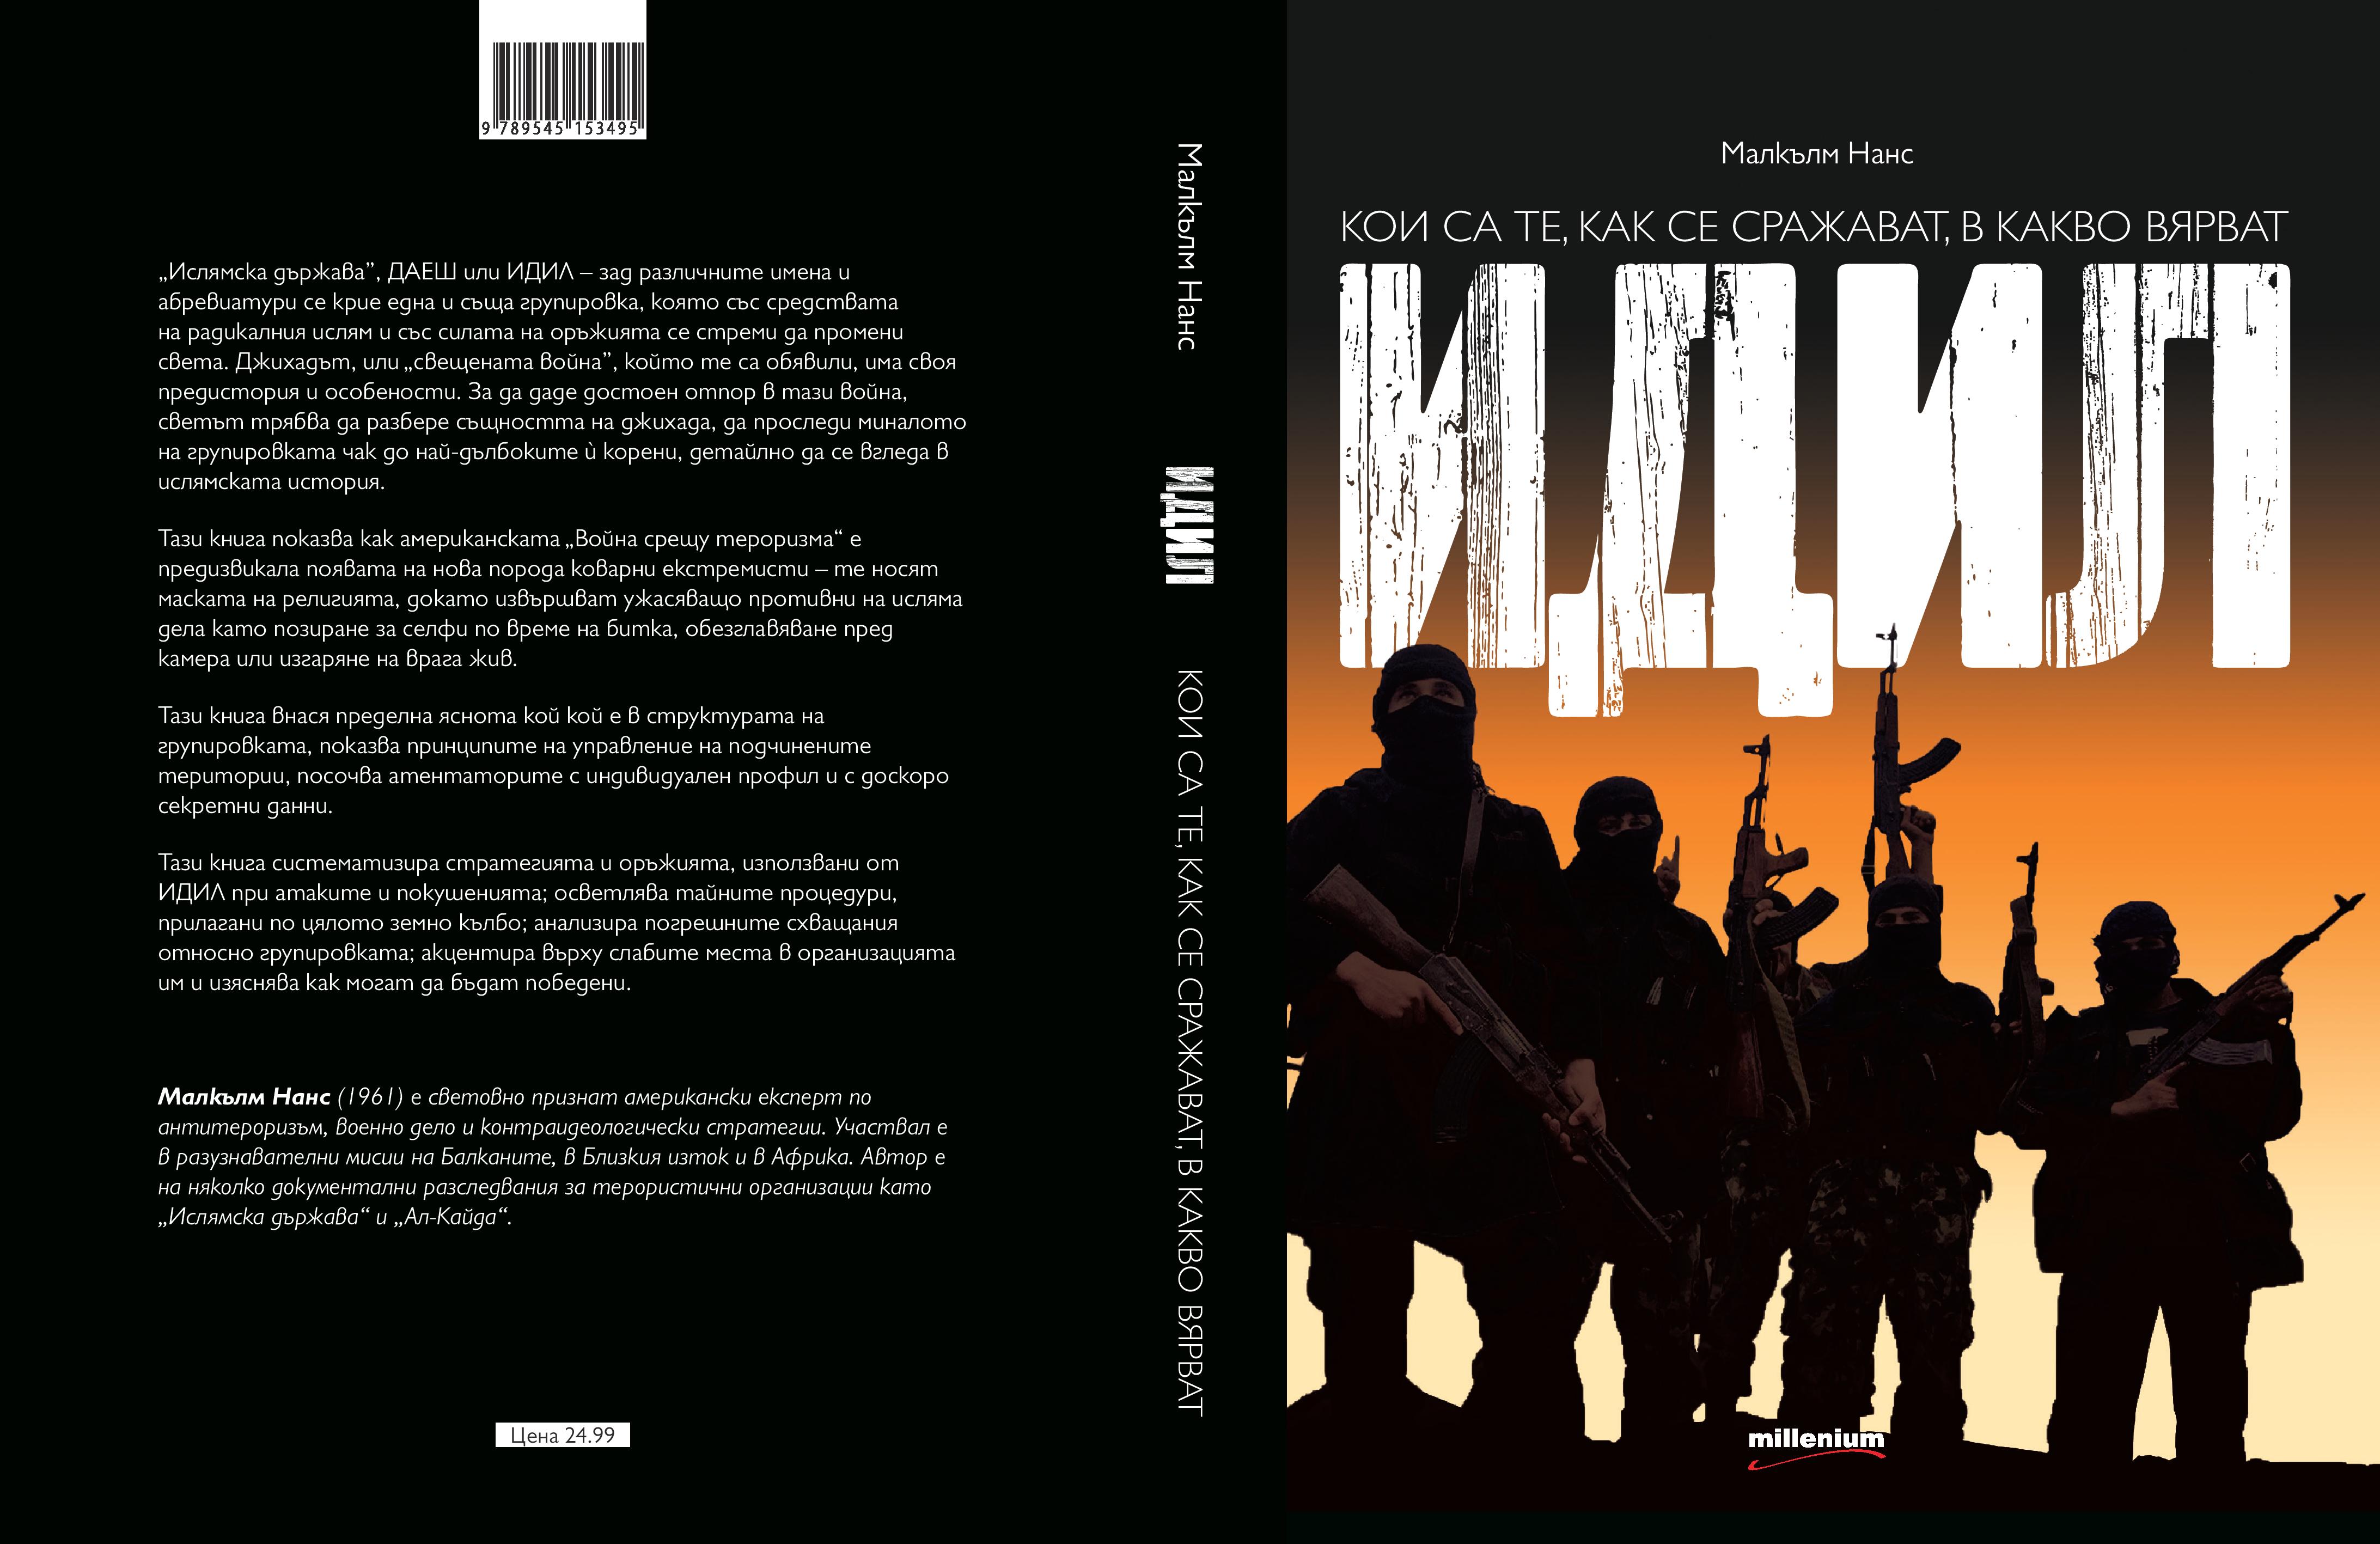 9 789545 153495
„Ислямска държава”, ДАЕШ или ИДИЛ – зад различните имена и
абревиатури се крие една и съща групировка, която със средствата
на радикалния ислям и със силата на оръжията се стреми да промени
света. Джихадът, или „свещената война”, който те са обявили, има своя
предистория и особености. За да даде достоен отпор в тази война,
светът трябва да разбере същността на джихада, да проследи миналото
на групировката чак до най-дълбоките ѝ корени, детайлно да се вгледа в
ислямската история.
Тази книга показва как американската „Война срещу тероризма“ е
предизвикала появата на нова порода коварни екстремисти – те носят
маската на религията, докато извършват ужасяващо противни на исляма
дела като позиране за селфи по време на битка, обезглавяване пред
камера или изгаряне на врага жив.
Тази книга внася пределна яснота кой кой е в структурата на
групировката, показва принципите на управление на подчинените
територии, посочва атентаторите с индивидуален профил и с доскоро
секретни данни.
Тази книга систематизира стратегията и оръжията, използвани от
ИДИЛ при атаките и покушенията; осветлява тайните процедури,
прилагани по цялото земно кълбо; анализира погрешните схващания
относно групировката; акцентира върху слабите места в организацията
им и изяснява как могат да бъдат победени.
Малкълм Нанс (1961) е световно признат американски експерт по
антитероризъм, военно дело и контраидеологически стратегии. Участвал е
в разузнавателни мисии на Балканите, в Близкия изток и в Африка. Автор е
на няколко документални разследвания за терористични организации като
„Ислямска държава“ и „Ал-Кайда“.
Цена 24.99
Малкълм Нанс
ИДИЛ
КОИ СА ТЕ, КАК СЕ СРАЖАВАТ, В КАКВО ВЯРВАТ
Малкълм Нанс
КОИ СА ТЕ, КАК СЕ СРАЖАВАТ, В КАКВО ВЯРВАТ
ИДИЛ
millenium